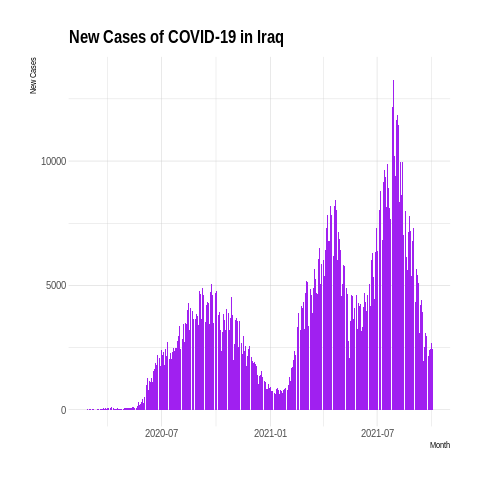 New Cases of COVID-19 in Iraq
New Cases
10000
5000
0
2020-07
2021-01
2021-07
Month